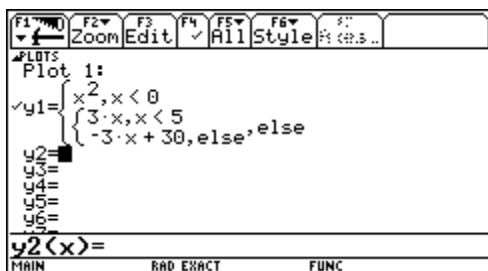 F1 F2 F3 F4 F5 F6
Zoom Edit ✓ All Style
PLOTS
Plot 1:
✓y1={x²,x<0
{3·x,x<5
{-3·x+30,else,else
y2=
y3=
y4=
y5=
y6=
y2(x)=
MAIN RAD EXACT FUNC